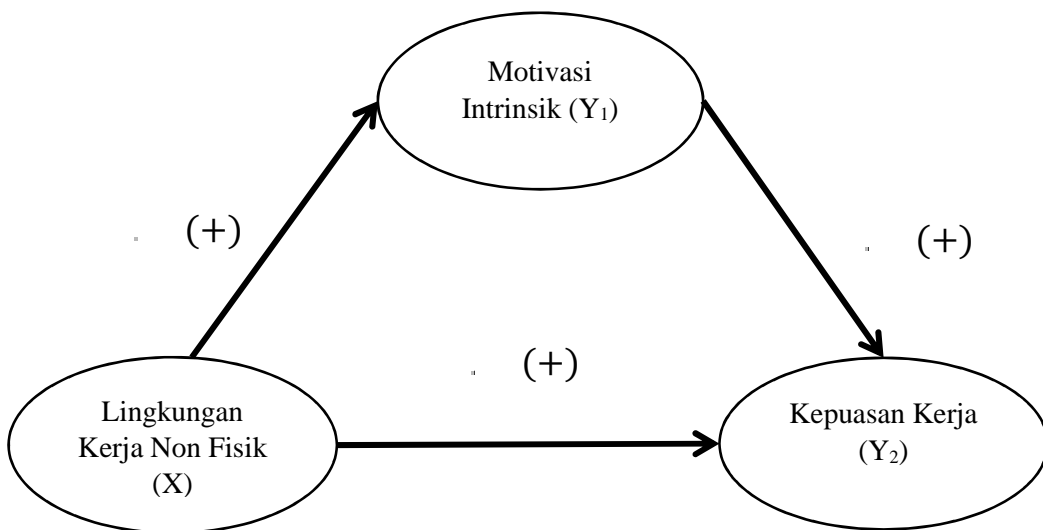 Motivasi
Intrinsik (Y₁)
(+)
(+)
(+)
Lingkungan
Kerja Non Fisik
(X)
Kepuasan Kerja
(Y₂)